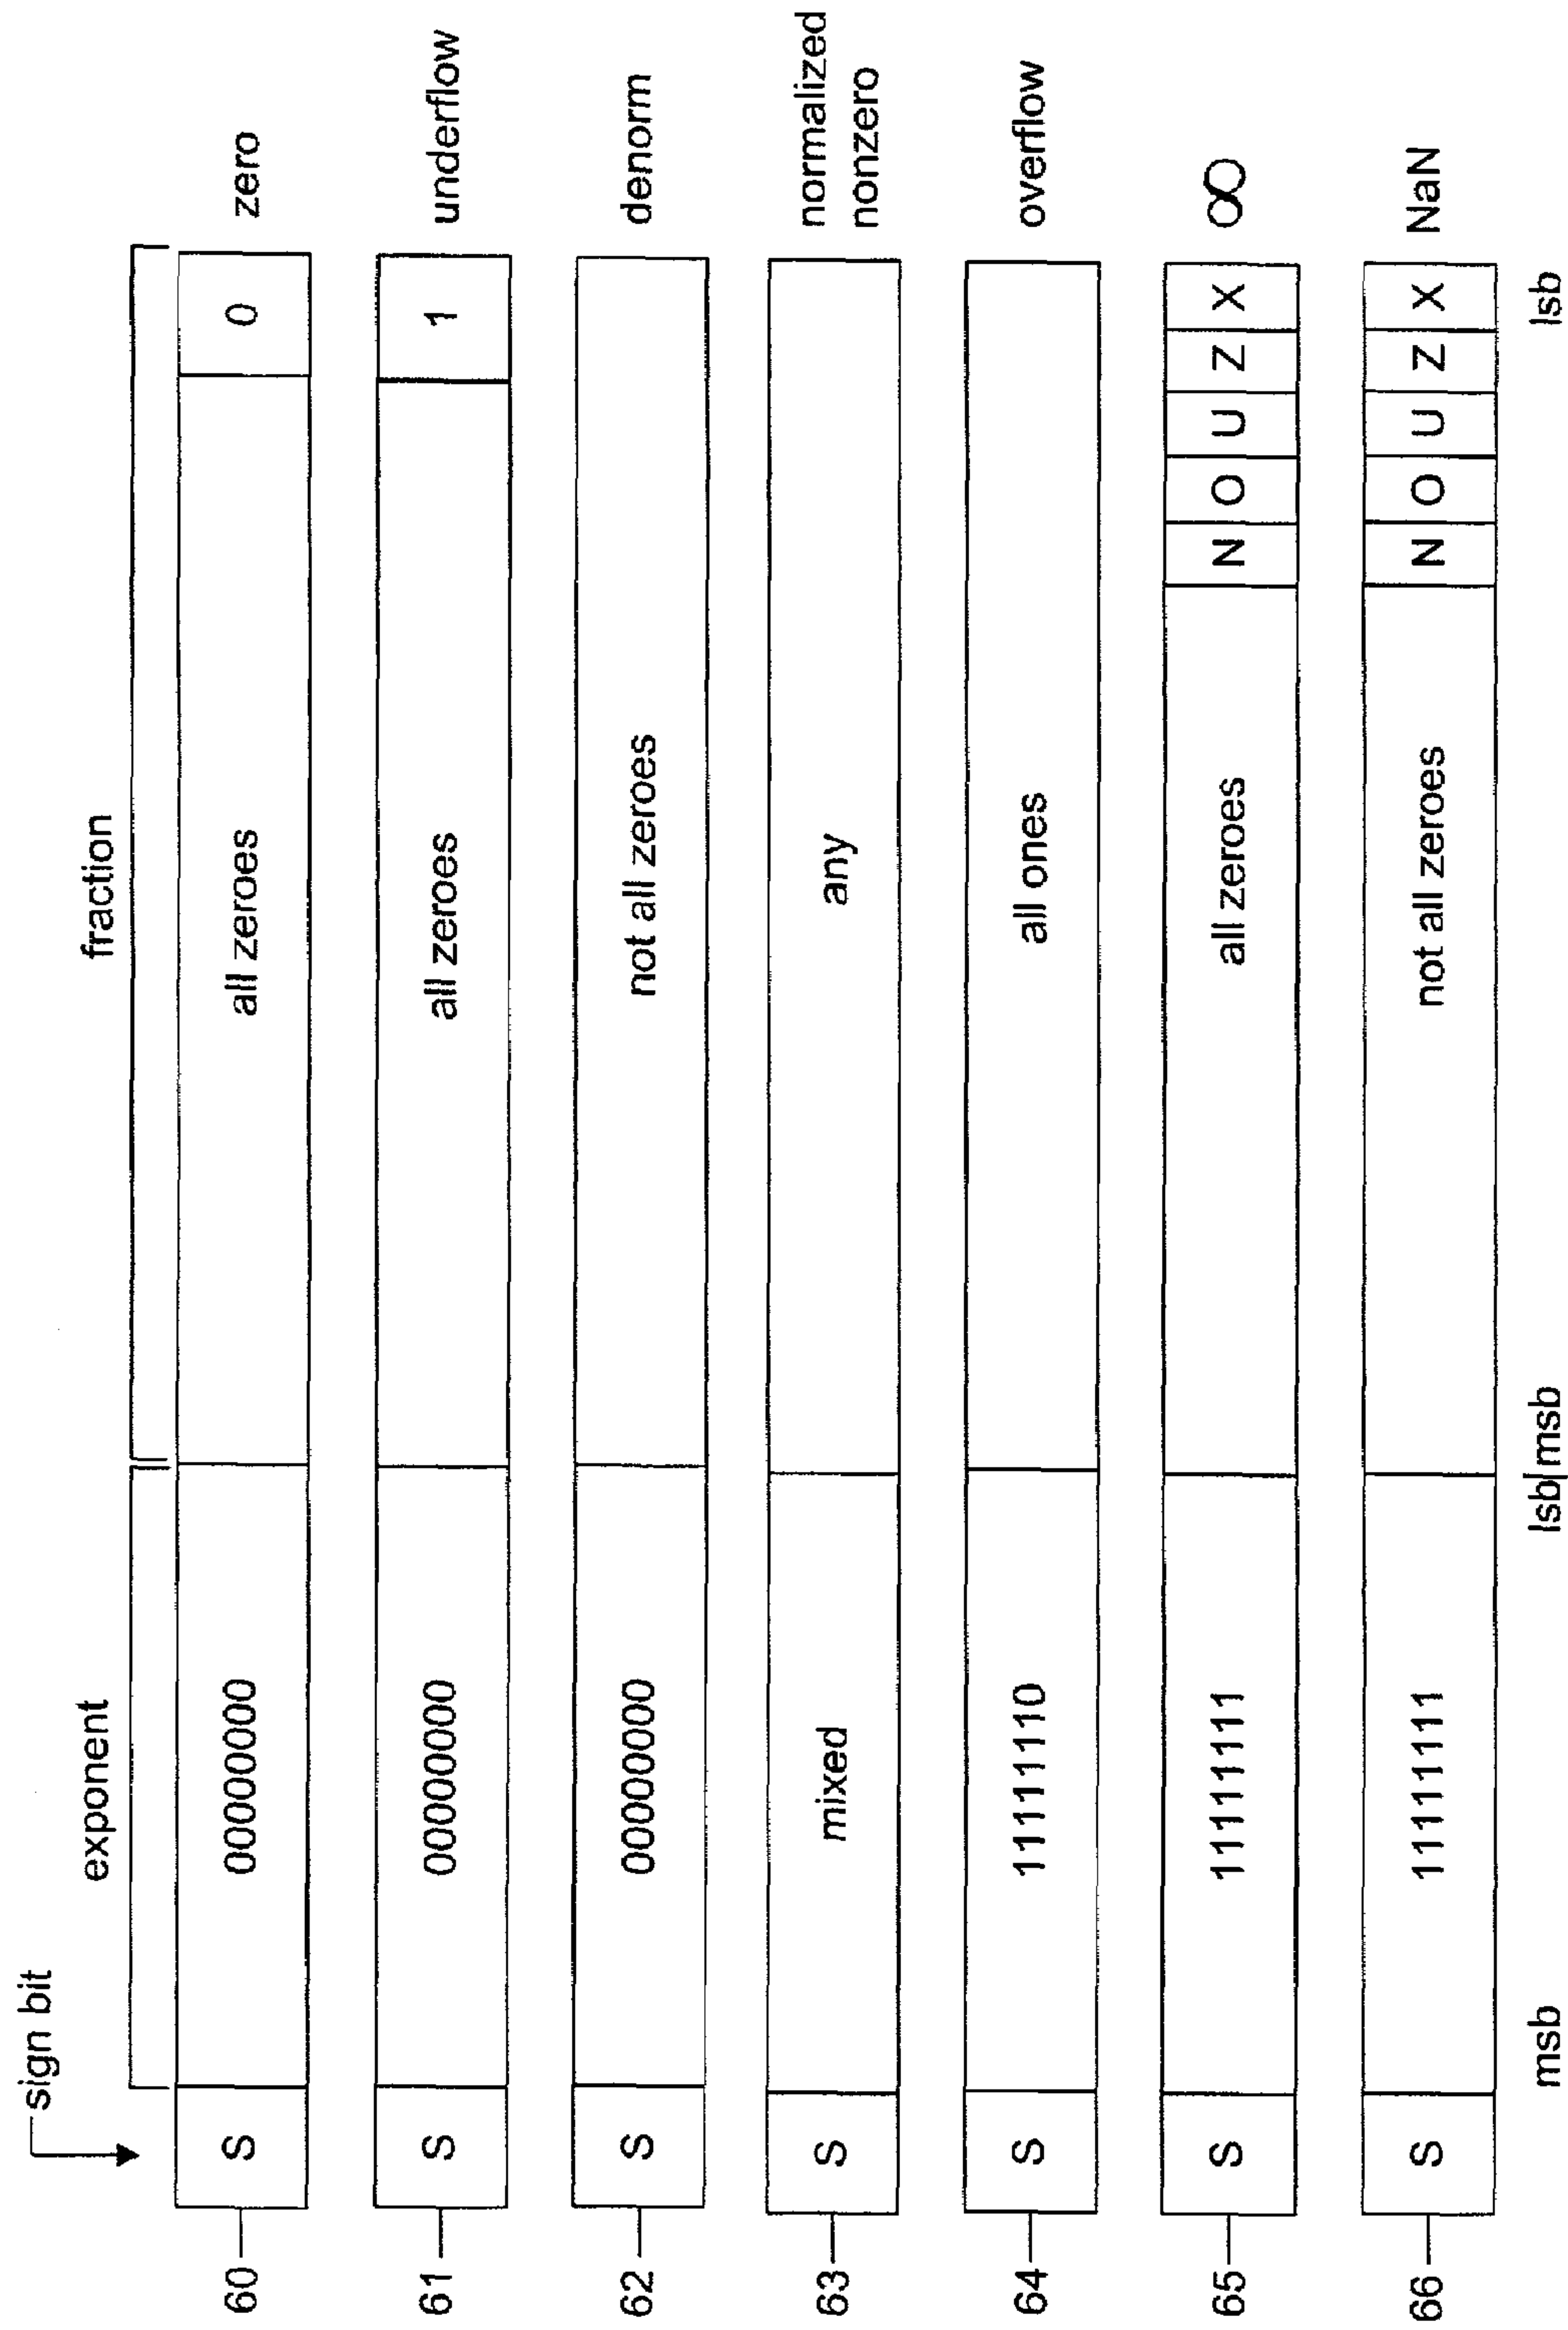 sign bit
exponent fraction
60 S 00000000 all zeroes 0 zero
61 S 00000000 all zeroes 1 underflow
62 S 00000000 not all zeroes denorm
63 S mixed any normalized
nonzero
64 S 11111110 all ones overflow
65 S 11111111 all zeroes N O U Z X ∞
66 S 11111111 not all zeroes N O U Z X NaN
msb lsb|msb lsb